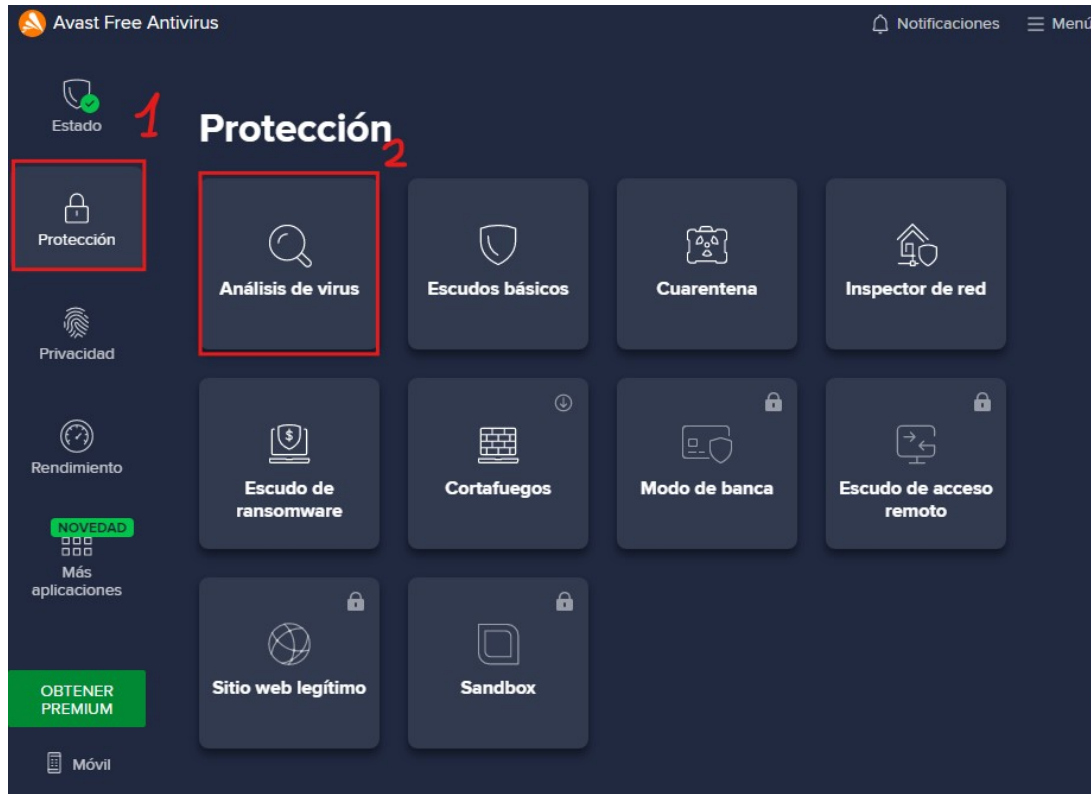 Avast Free Antivirus
Notificaciones
Menú
Estado
1
Protección
Privacidad
Rendimiento
NOVEDAD
Más
aplicaciones
OBTENER
PREMIUM
Móvil
Protección
2
Análisis de virus
Escudos básicos
Cuarentena
Inspector de red
Escudo de
ransomware
Cortafuegos
Modo de banca
Escudo de acceso
remoto
Sitio web legítimo
Sandbox